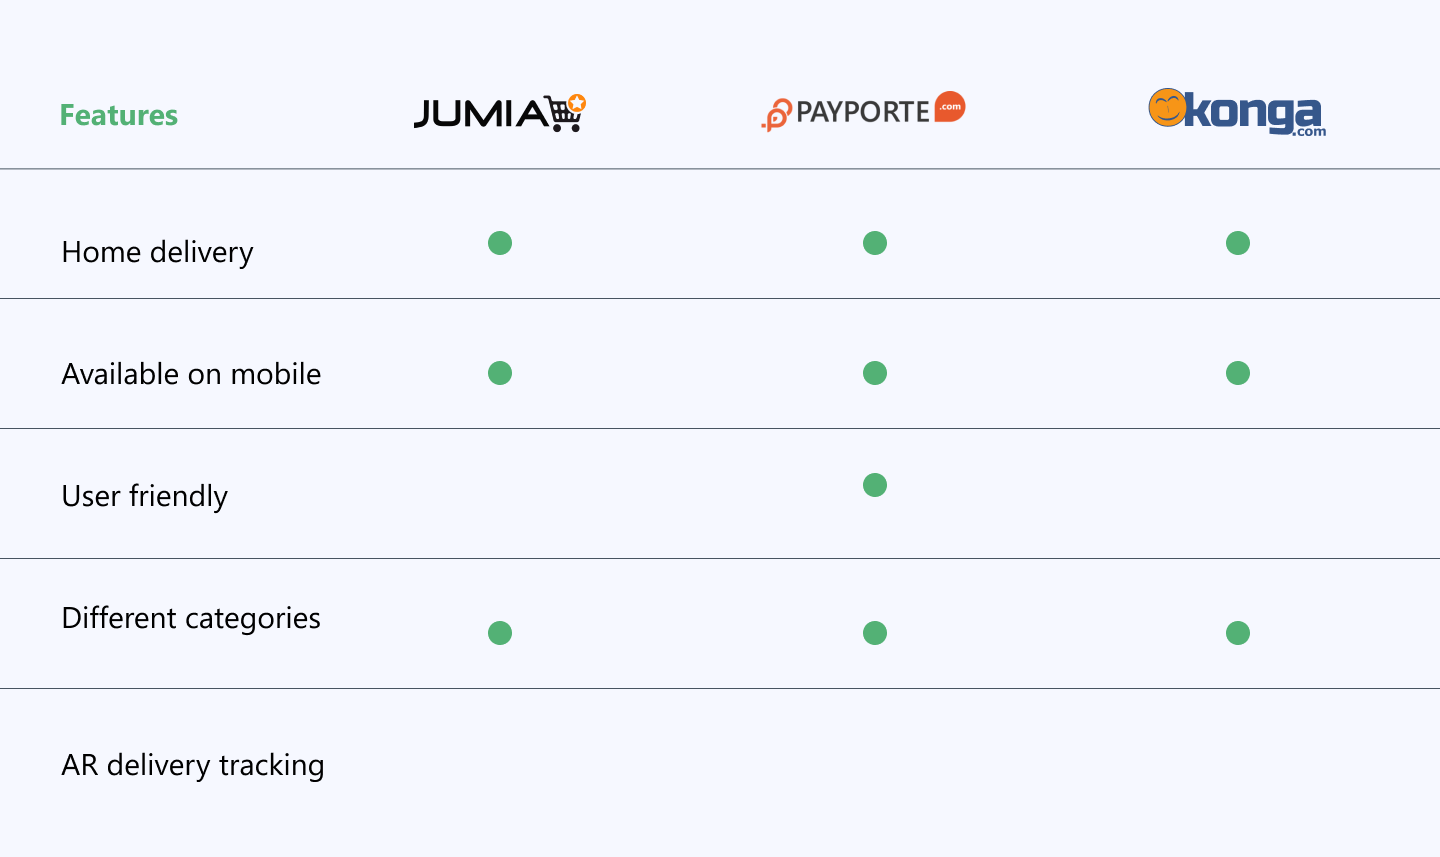 Features JUMIA PAYPORTE .com konga .com
Home delivery
Available on mobile
User friendly
Different categories
AR delivery tracking